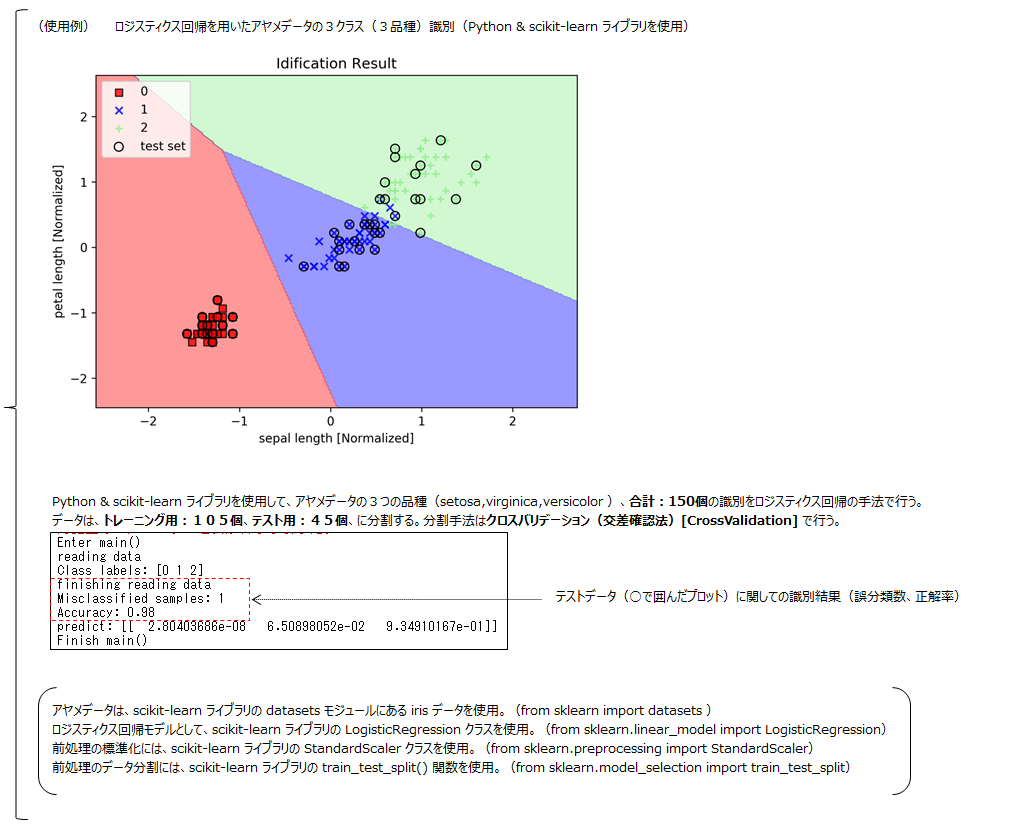 （使用例）　ロジスティクス回帰を用いたアヤメデータの３クラス（３品種）識別（Python & scikit-learn ライブラリを使用）
Idification Result
0
1
2
test set
petal length [Normalized]
2
1
0
−1
−2
−2 −1 0 1 2
sepal length [Normalized]
Python & scikit-learn ライブラリを使用して、アヤメデータの３つの品種（setosa,virginica,versicolor ）、合計：150個の識別をロジスティクス回帰の手法で行う。
データは、トレーニング用：１０５個、テスト用：４５個、に分割する。分割手法はクロスバリデーション（交差確認法）[CrossValidation] で行う。
Enter main()
reading data
Class labels: [0 1 2]
finishing reading data
Misclassified samples: 1
Accuracy: 0.98
predict: [[ 2.80403686e-08 6.50898052e-02 9.34910167e-01]]
Finish main()
テストデータ（○で囲んだプロット）に関しての識別結果（誤分類数、正解率）
アヤメデータは、scikit-learn ライブラリの datasets モジュールにある iris データを使用。（from sklearn import datasets ）
ロジスティクス回帰モデルとして、scikit-learn ライブラリの LogisticRegression クラスを使用。（from sklearn.linear_model import LogisticRegression）
前処理の標準化には、scikit-learn ライブラリの StandardScaler クラスを使用。（from sklearn.preprocessing import StandardScaler）
前処理のデータ分割には、scikit-learn ライブラリの train_test_split() 関数を使用。（from sklearn.model_selection import train_test_split）